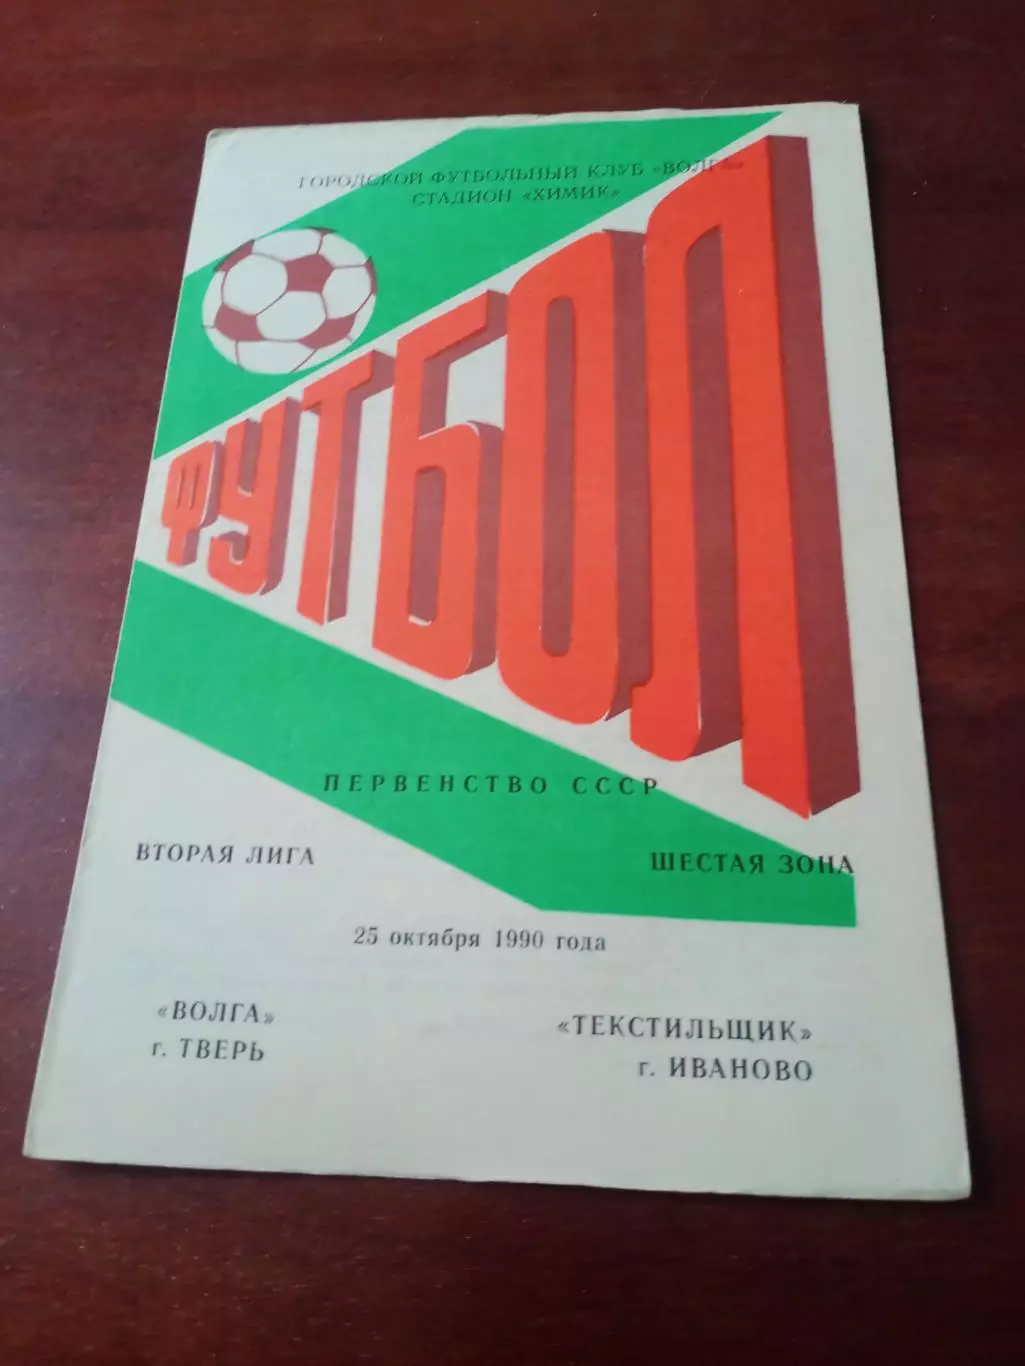 ГОРОДСКОЙ ФУТБОЛЬНЫЙ КЛУБ «ВОЛГА»
СТАДИОН «ХИМИК»
ФУТБОЛ
ПЕРВЕНСТВО СССР
ВТОРАЯ ЛИГА
ШЕСТАЯ ЗОНА
25 октября 1990 года
«ВОЛГА»
г. ТВЕРЬ
«ТЕКСТИЛЬЩИК»
г. ИВАНОВО